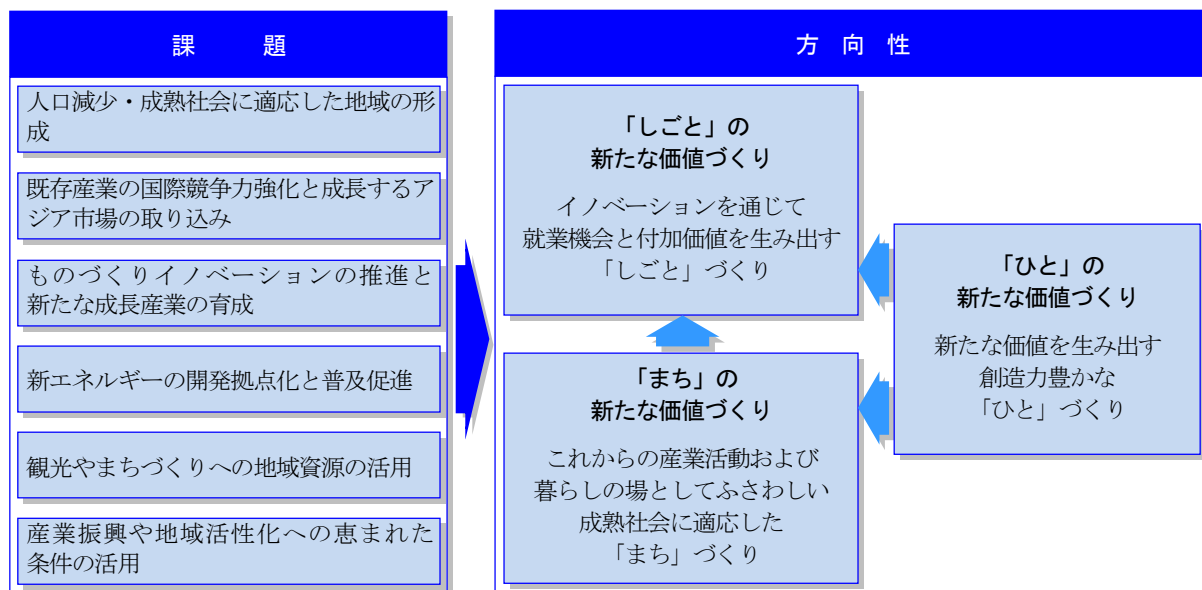 課　題
人口減少・成熟社会に適応した地域の形
成
既存産業の国際競争力強化と成長するア
ジア市場の取り込み
ものづくりイノベーションの推進と
新たな成長産業の育成
新エネルギーの開発拠点化と普及促進
観光やまちづくりへの地域資源の活用
産業振興や地域活性化への恵まれた
条件の活用
方 向 性
「しごと」の
新たな価値づくり
イノベーションを通じて
就業機会と付加価値を生み出す
「しごと」づくり
「まち」の
新たな価値づくり
これからの産業活動および
暮らしの場としてふさわしい
成熟社会に適応した
「まち」づくり
「ひと」の
新たな価値づくり
新たな価値を生み出す
創造力豊かな
「ひと」づくり